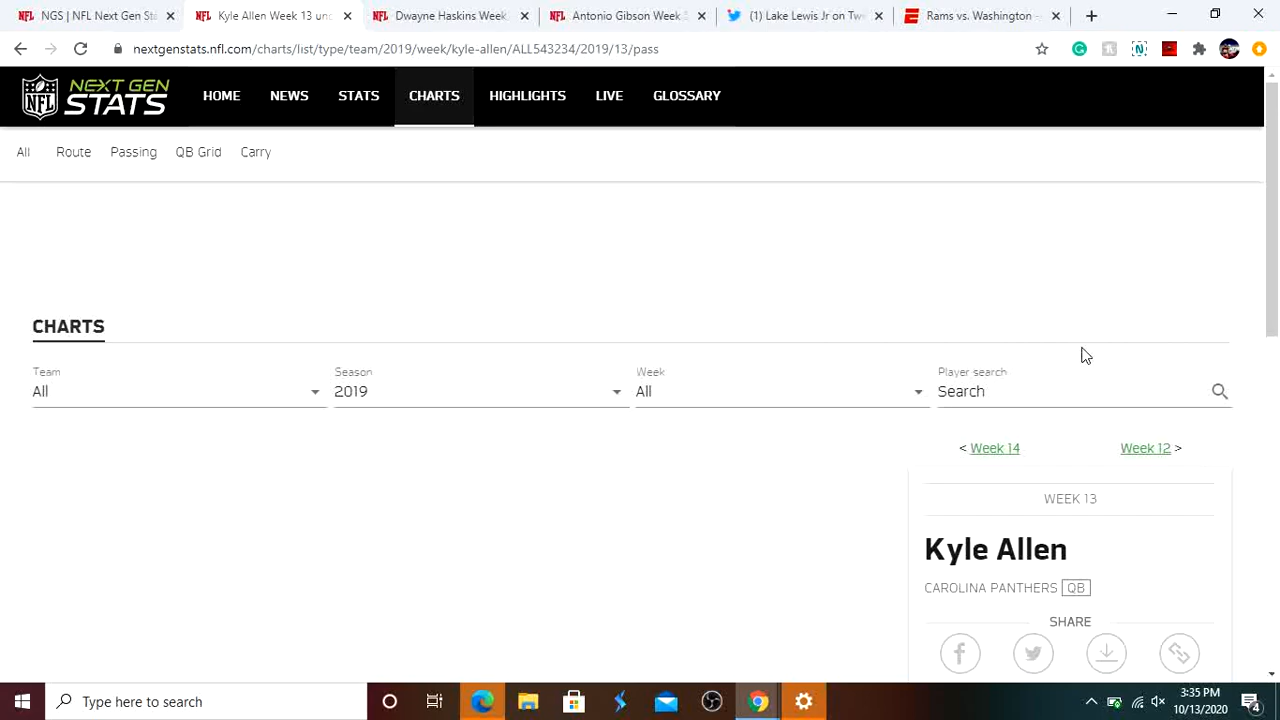 NGS | NFL Next Gen St
Kyle Allen Week 13 und
Dwayne Haskins Week
Antonio Gibson Week
(1) Lake Lewis Jr on Tw
Rams vs. Washington -
nextgenstats.nfl.com/charts/list/type/team/2019/week/kyle-allen/ALL543234/2019/13/pass
NFL NEXT GEN STATS
HOME NEWS STATS CHARTS HIGHLIGHTS LIVE GLOSSARY
All Route Passing QB Grid Carry
CHARTS
Team Season Week Player search
All 2019 All Search
< Week 14 Week 12 >
WEEK 13
Kyle Allen
CAROLINA PANTHERS QB
SHARE
Type here to search
3:35 PM
10/13/2020
4